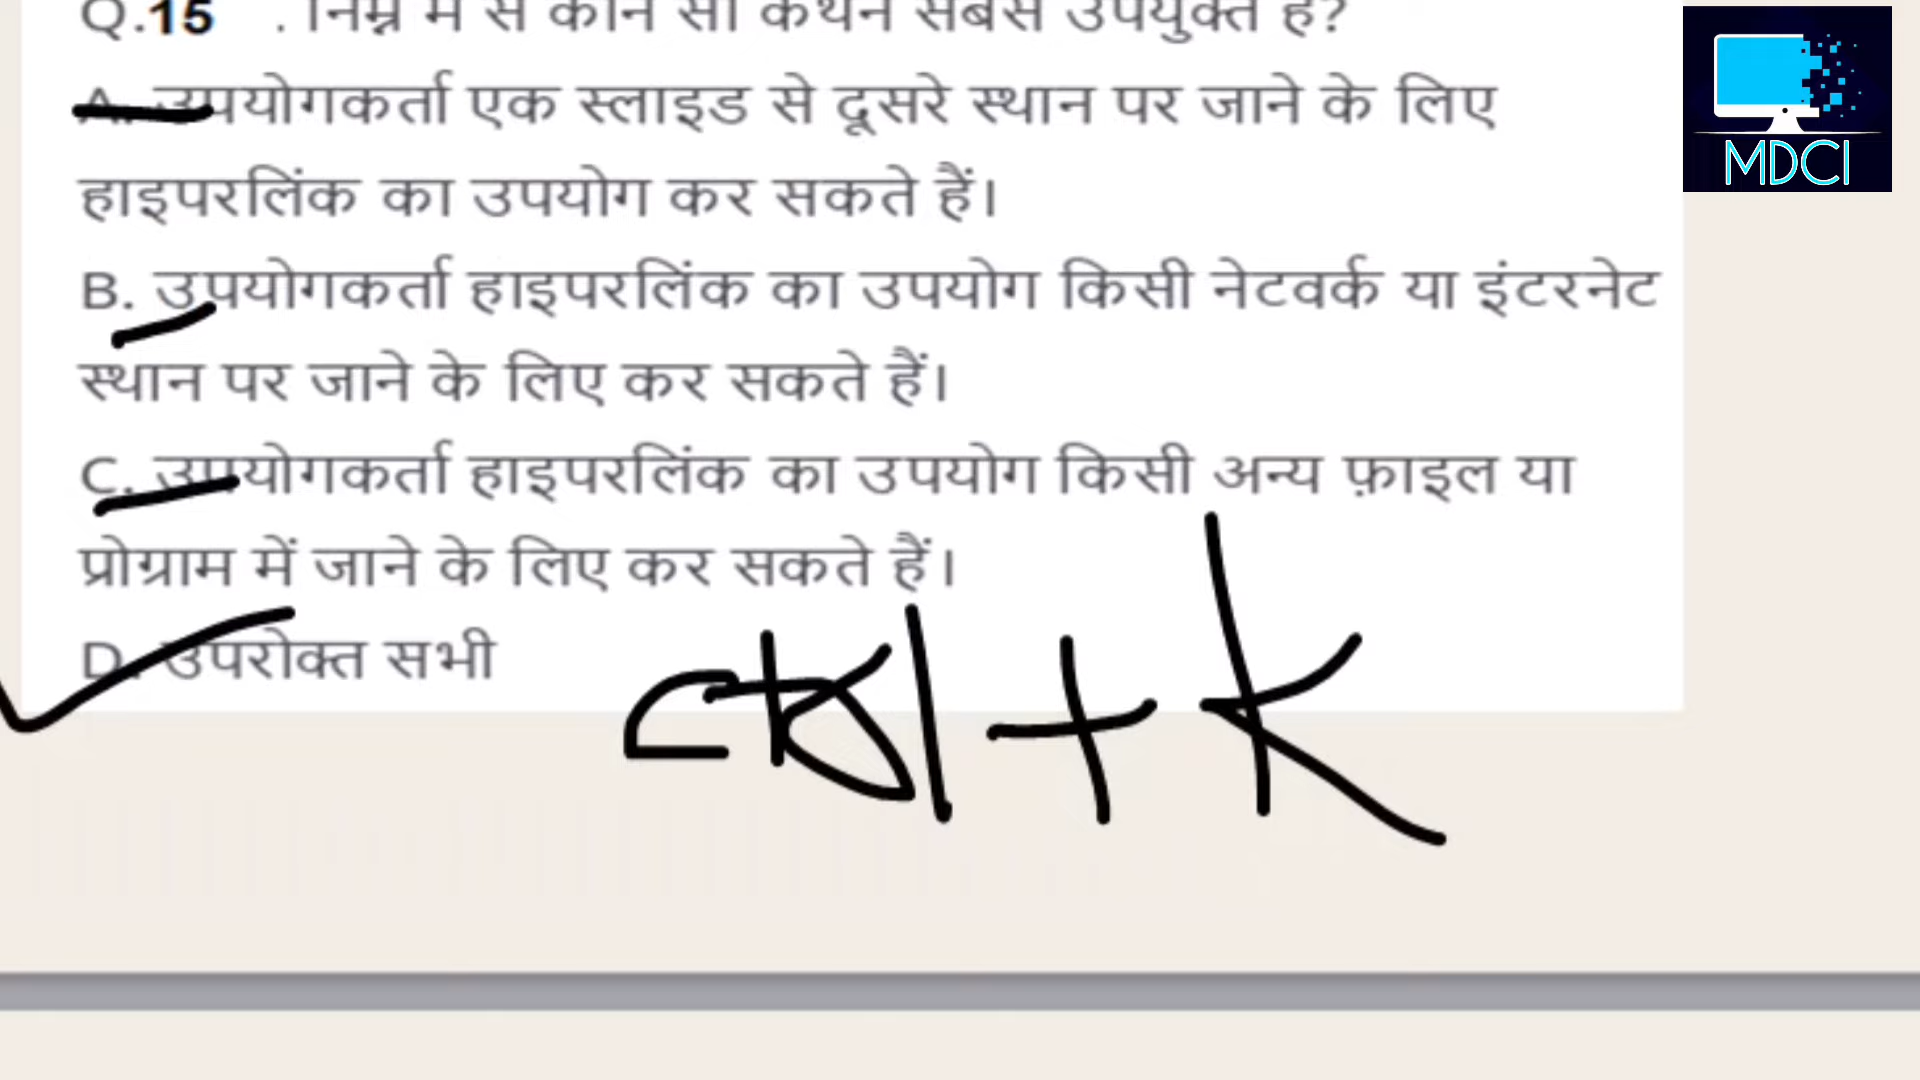 Q.15 . निम्न में से कौन सा कथन सबसे उपयुक्त है?
A. उपयोगकर्ता एक स्लाइड से दूसरे स्थान पर जाने के लिए
हाइपरलिंक का उपयोग कर सकते हैं।
B. उपयोगकर्ता हाइपरलिंक का उपयोग किसी नेटवर्क या इंटरनेट
स्थान पर जाने के लिए कर सकते हैं।
C. उपयोगकर्ता हाइपरलिंक का उपयोग किसी अन्य फ़ाइल या
प्रोग्राम में जाने के लिए कर सकते हैं।
D. उपरोक्त सभी
ctrl+k
MDCI